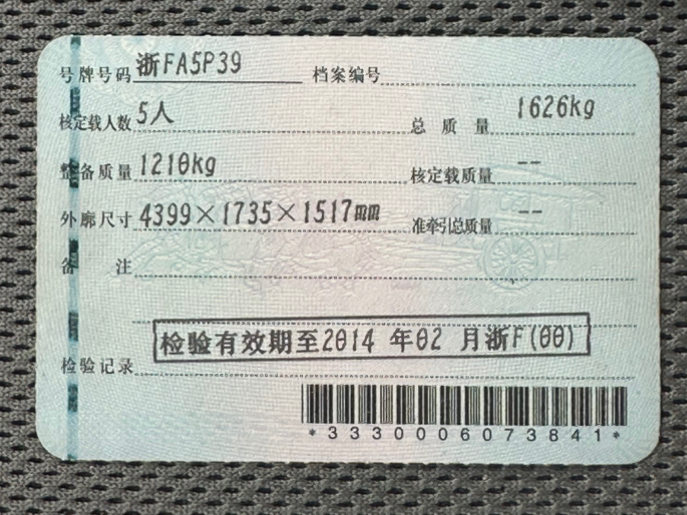 号牌号码 浙FA5P39 档案编号
核定载人数 5人 总质量 1626kg
整备质量 1210kg 核定载质量 --
外廓尺寸 4399×1735×1517mm 准牵引总质量 --
备注
检验有效期至2014 年02 月浙F(00)
检验记录
*3330006073841*